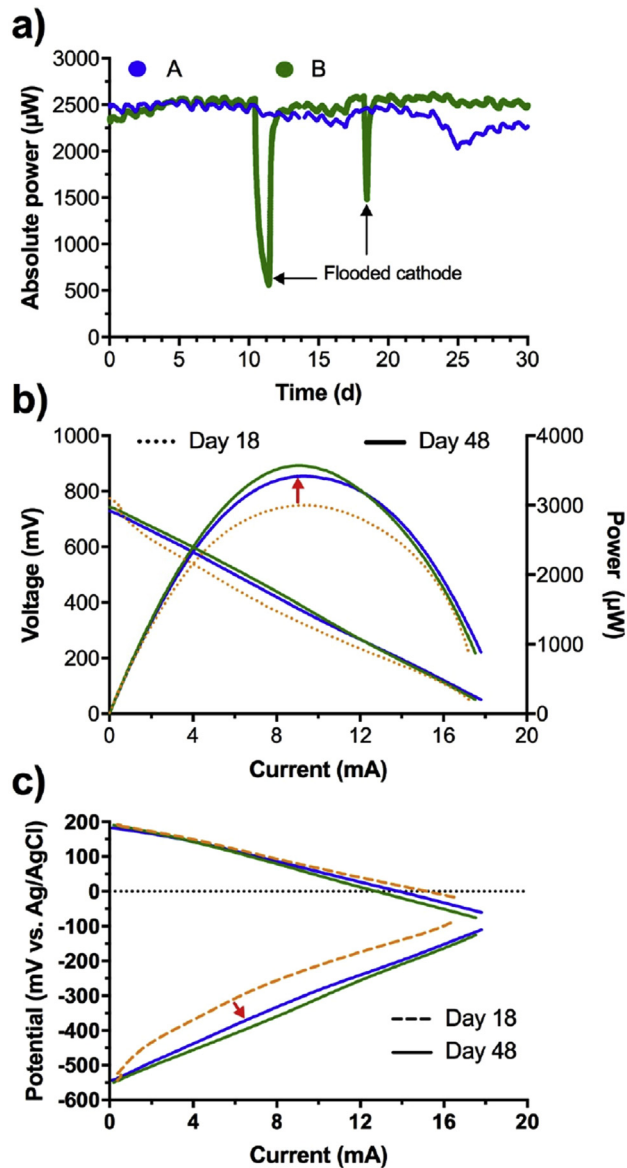 a)
Absolute power (µW)
3000
2500
2000
1500
1000
500
0
A
B
Flooded cathode
0
5
10
15
20
25
30
Time (d)
b)
Day 18
Day 48
Voltage (mV)
1000
800
600
400
200
0
4000
3000
2000
1000
0
Power (µW)
0
4
8
12
16
20
Current (mA)
c)
Potential (mV vs. Ag/AgCl)
200
100
0
-100
-200
-300
-400
-500
-600
Day 18
Day 48
0
4
8
12
16
20
Current (mA)